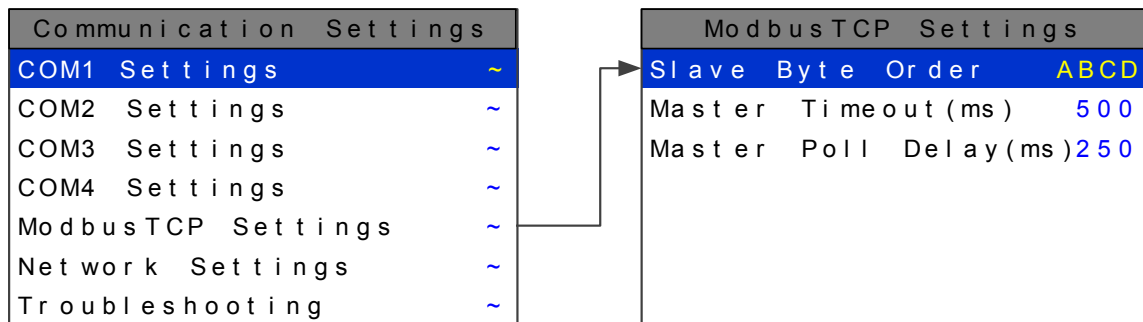 Communication Settings
COM1 Settings ~
COM2 Settings ~
COM3 Settings ~
COM4 Settings ~
ModbusTCP Settings ~
Network Settings ~
Troubleshooting ~
ModbusTCP Settings
Slave Byte Order ABCD
Master Timeout(ms) 500
Master Poll Delay(ms)250